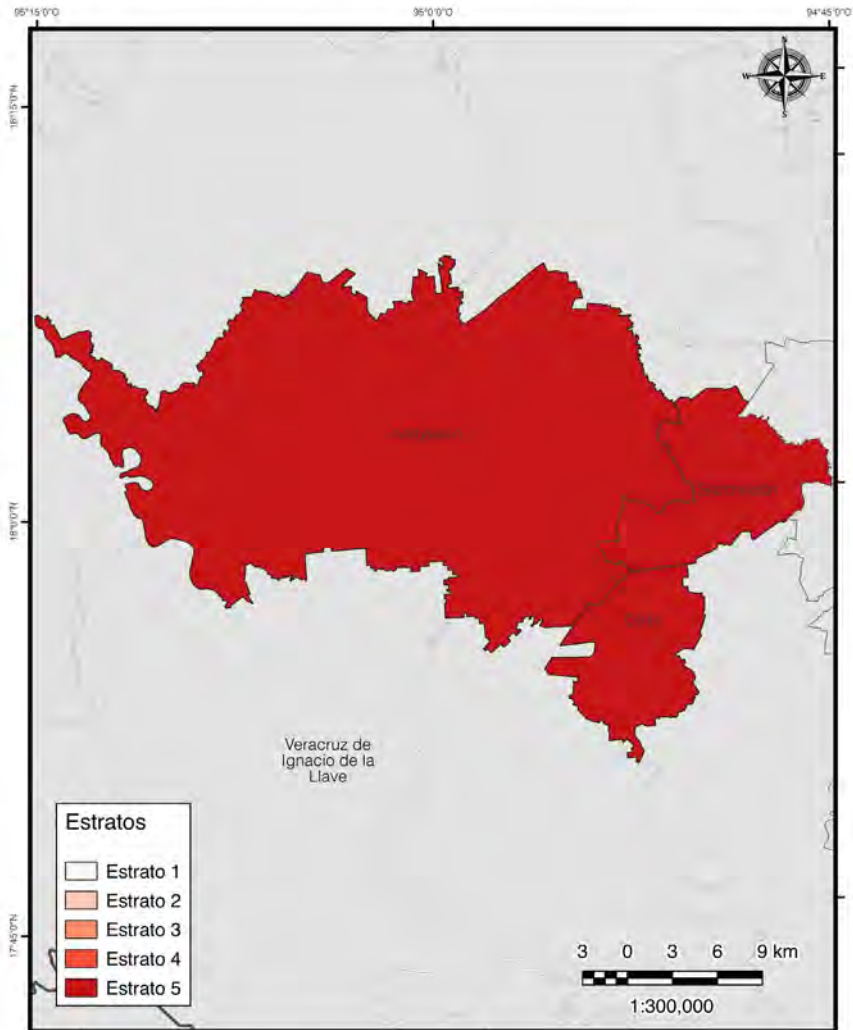 95°15'0"O
95°0'0"O
94°45'0"O
N
W
E
S
18°15'0"N
18°0'0"N
17°45'0"N
Veracruz de
Ignacio de la
Llave
Estratos
Estrato 1
Estrato 2
Estrato 3
Estrato 4
Estrato 5
3 0 3 6 9 km
1:300,000